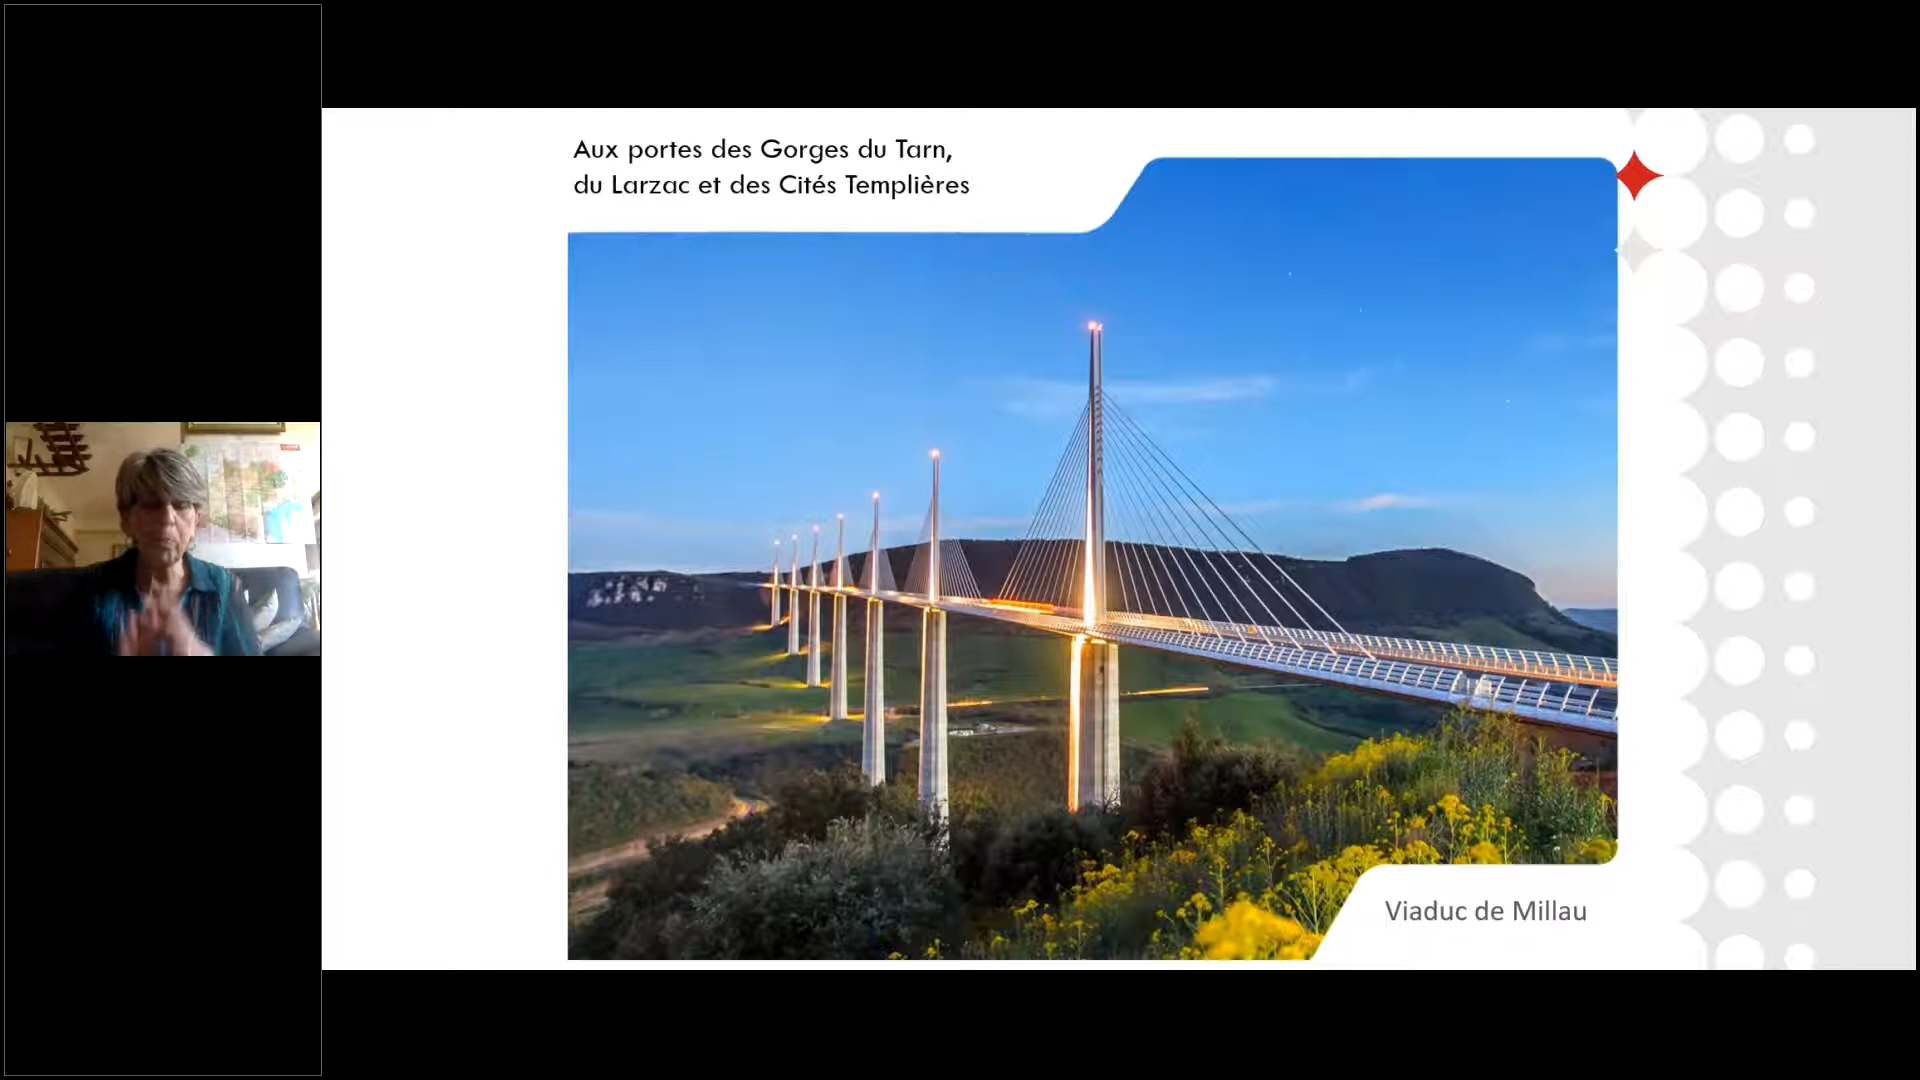 Aux portes des Gorges du Tarn,
du Larzac et des Cités Templières
Viaduc de Millau